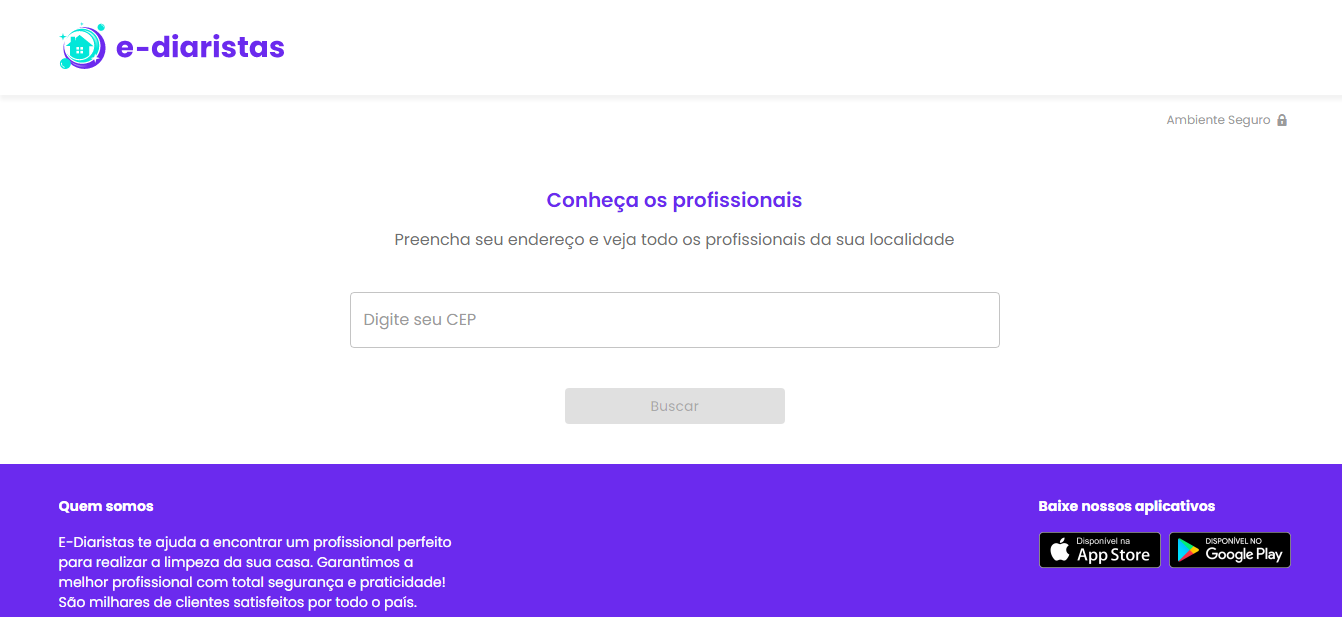 e-diaristas
Ambiente Seguro
Conheça os profissionais
Preencha seu endereço e veja todo os profissionais da sua localidade
Digite seu CEP
Buscar
Quem somos
E-Diaristas te ajuda a encontrar um profissional perfeito
para realizar a limpeza da sua casa. Garantimos a
melhor profissional com total segurança e praticidade!
São milhares de clientes satisfeitos por todo o país.
Baixe nossos aplicativos
Disponível na
App Store
DISPONÍVEL NO
Google Play